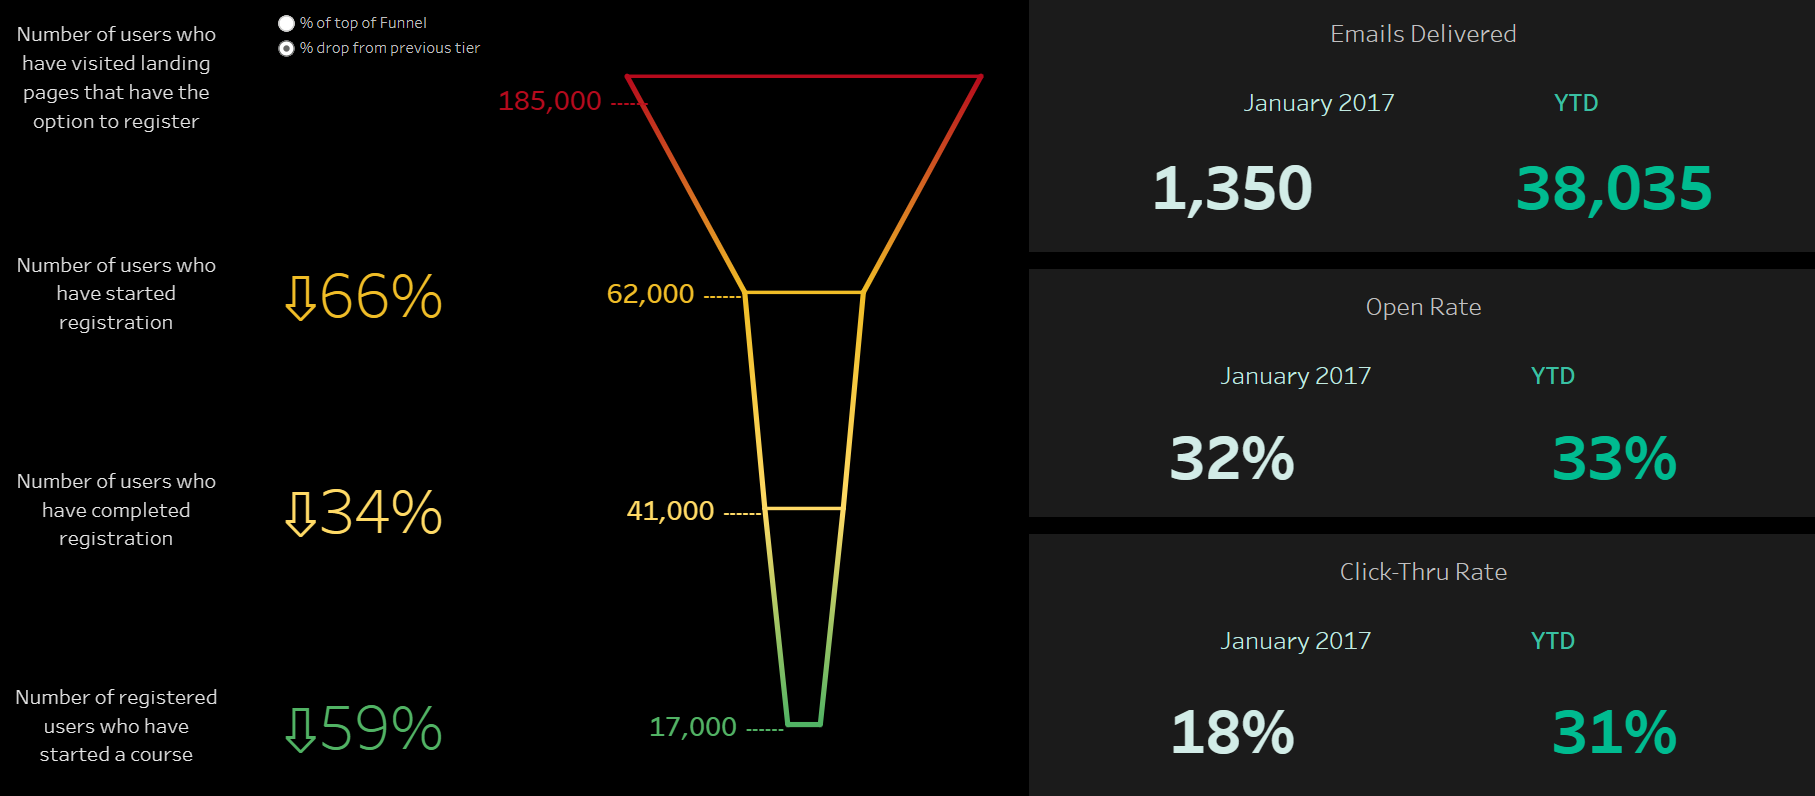 Number of users who
have visited landing
pages that have the
option to register
% of top of Funnel
% drop from previous tier
185,000
Number of users who
have started
registration
⇩66%
62,000
Number of users who
have completed
registration
⇩34%
41,000
Number of registered
users who have
started a course
⇩59%
17,000
Emails Delivered
January 2017 YTD
1,350 38,035
Open Rate
January 2017 YTD
32% 33%
Click-Thru Rate
January 2017 YTD
18% 31%